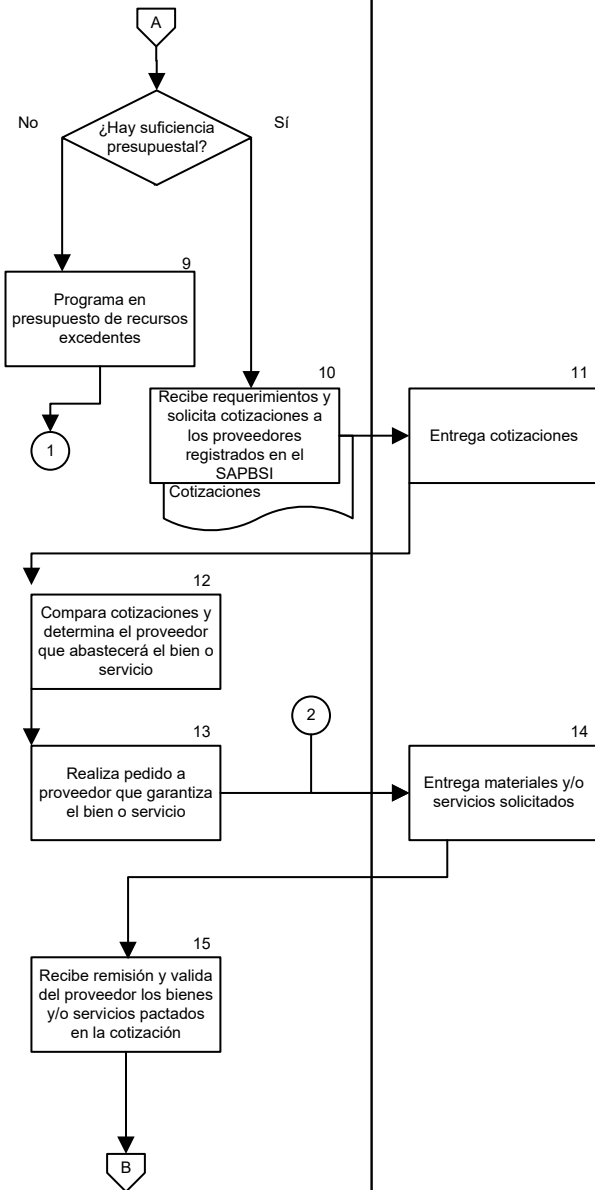 A
¿Hay suficiencia
presupuestal?
No
Sí
9
Programa en
presupuesto de recursos
excedentes
1
10
Recibe requerimientos y
solicita cotizaciones a
los proveedores
registrados en el
SAPBSI
Cotizaciones
11
Entrega cotizaciones
12
Compara cotizaciones y
determina el proveedor
que abastecerá el bien o
servicio
13
Realiza pedido a
proveedor que garantiza
el bien o servicio
2
14
Entrega materiales y/o
servicios solicitados
15
Recibe remisión y valida
del proveedor los bienes
y/o servicios pactados
en la cotización
B